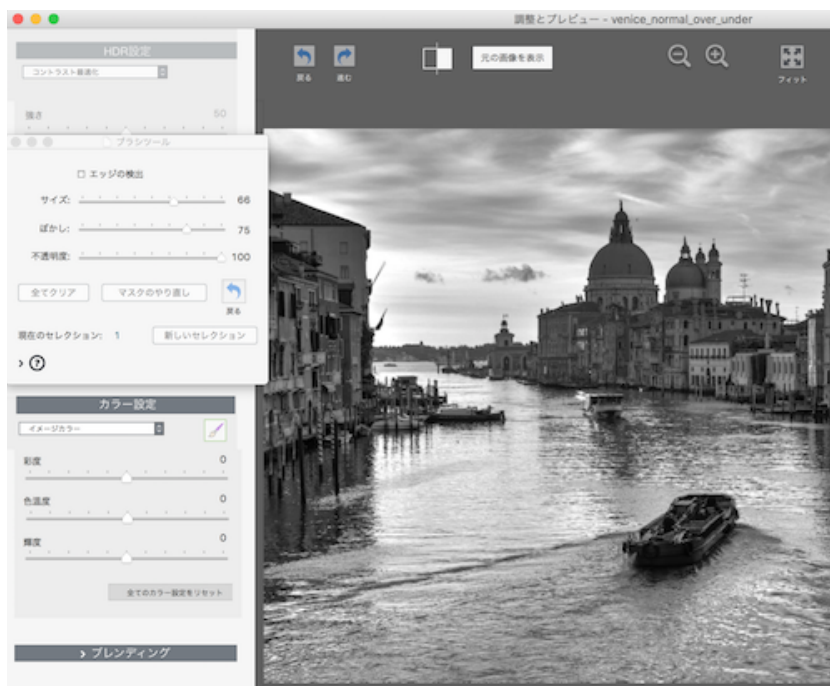 調整とプレビュー - venice_normal_over_under
HDR設定
コントラスト最適化
強さ 50
戻る
進む
元の画像を表示
フィット
ブラシツール
エッジの検出
サイズ: 66
ぼかし: 75
不透明度: 100
全てクリア
マスクのやり直し
戻る
現在のセレクション: 1
新しいセレクション
カラー設定
イメージカラー
彩度 0
色温度 0
輝度 0
全てのカラー設定をリセット
ブレンディング